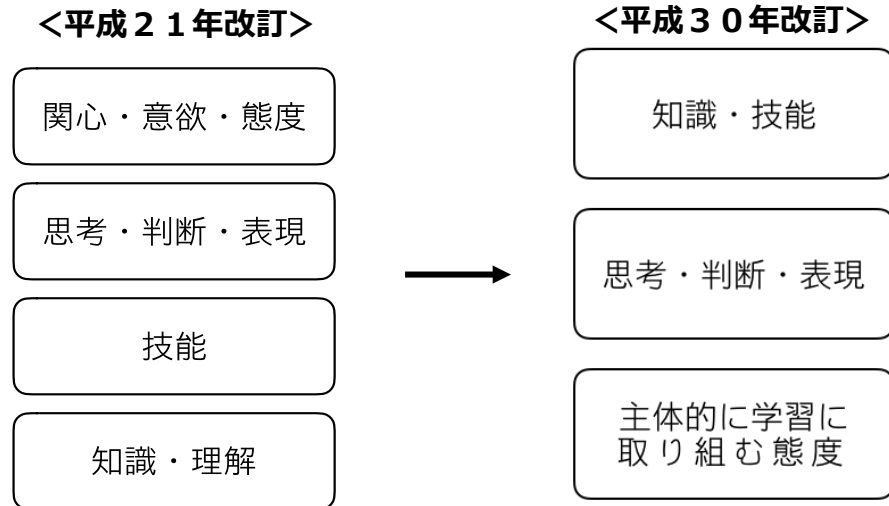 <平成21年改訂>
関心・意欲・態度
思考・判断・表現
技能
知識・理解
<平成30年改訂>
知識・技能
思考・判断・表現
主体的に学習に
取り組む態度